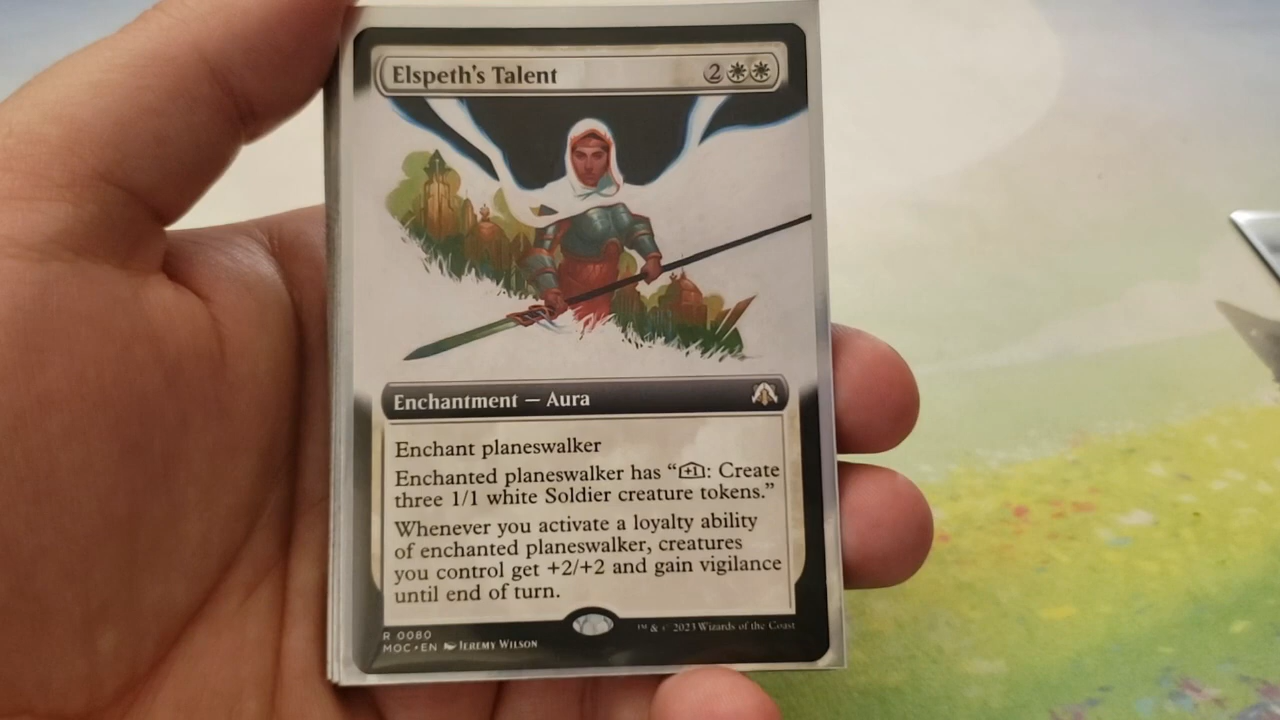 Elspeth's Talent 2
Enchantment — Aura
Enchant planeswalker
Enchanted planeswalker has “+1: Create
three 1/1 white Soldier creature tokens.”
Whenever you activate a loyalty ability
of enchanted planeswalker, creatures
you control get +2/+2 and gain vigilance
until end of turn.
R 0080
MOC • EN JEREMY WILSON
™ & © 2023 Wizards of the Coast